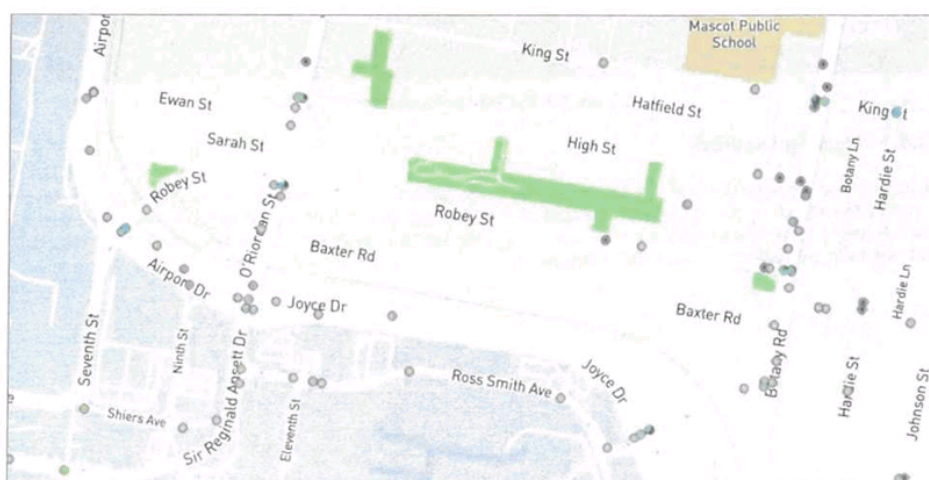 Mascot Public
School
Airpor
King St
Ewan St
Hatfield St
King t
Sarah St
High St
Botany Ln
Hardie St
Robey St
Robey St
O'Riordan St
Baxter Rd
Airport Dr
Joyce Dr
Baxter Rd
Hardie Ln
Seventh St
Ninth St
Sir Reginald Ansett Dr
Eleventh St
Ross Smith Ave
Joyce Dr
Botany Rd
Hardie St
Johnson St
Shiers Ave